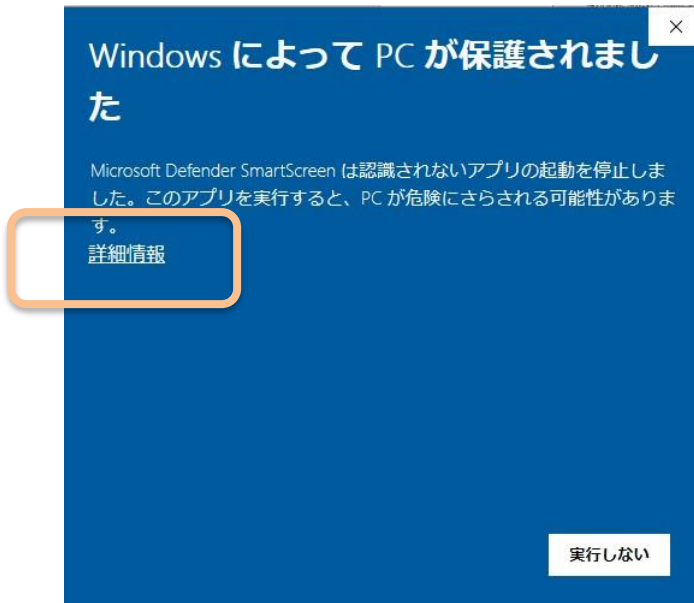 Windows によって PC が保護されまし
た
Microsoft Defender SmartScreen は認識されないアプリの起動を停止しま
した。このアプリを実行すると、PC が危険にさらされる可能性がありま
す。
詳細情報
実行しない